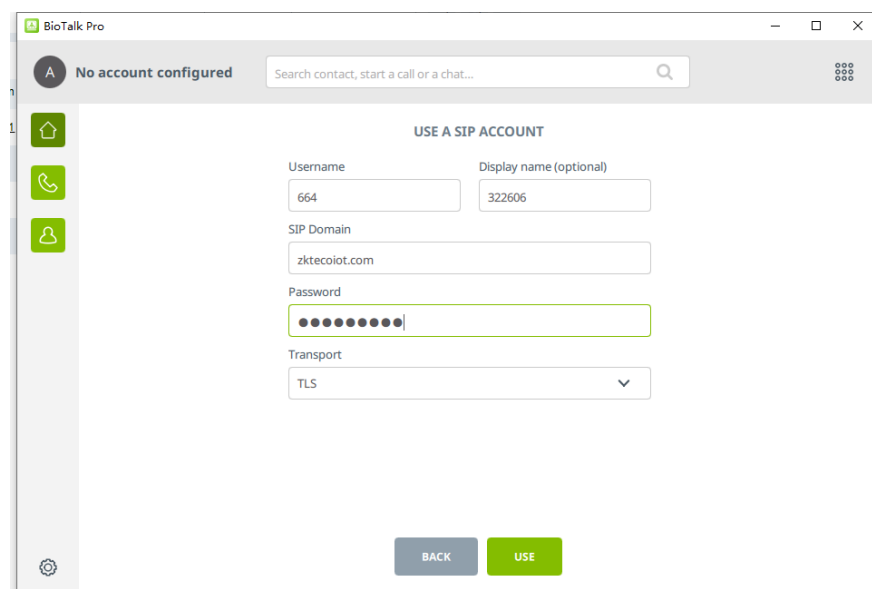 BioTalk Pro
A
No account configured
Search contact, start a call or a chat...
USE A SIP ACCOUNT
Username
Display name (optional)
664
322606
SIP Domain
zktecoiot.com
Password
●●●●●●●●●
Transport
TLS
BACK
USE